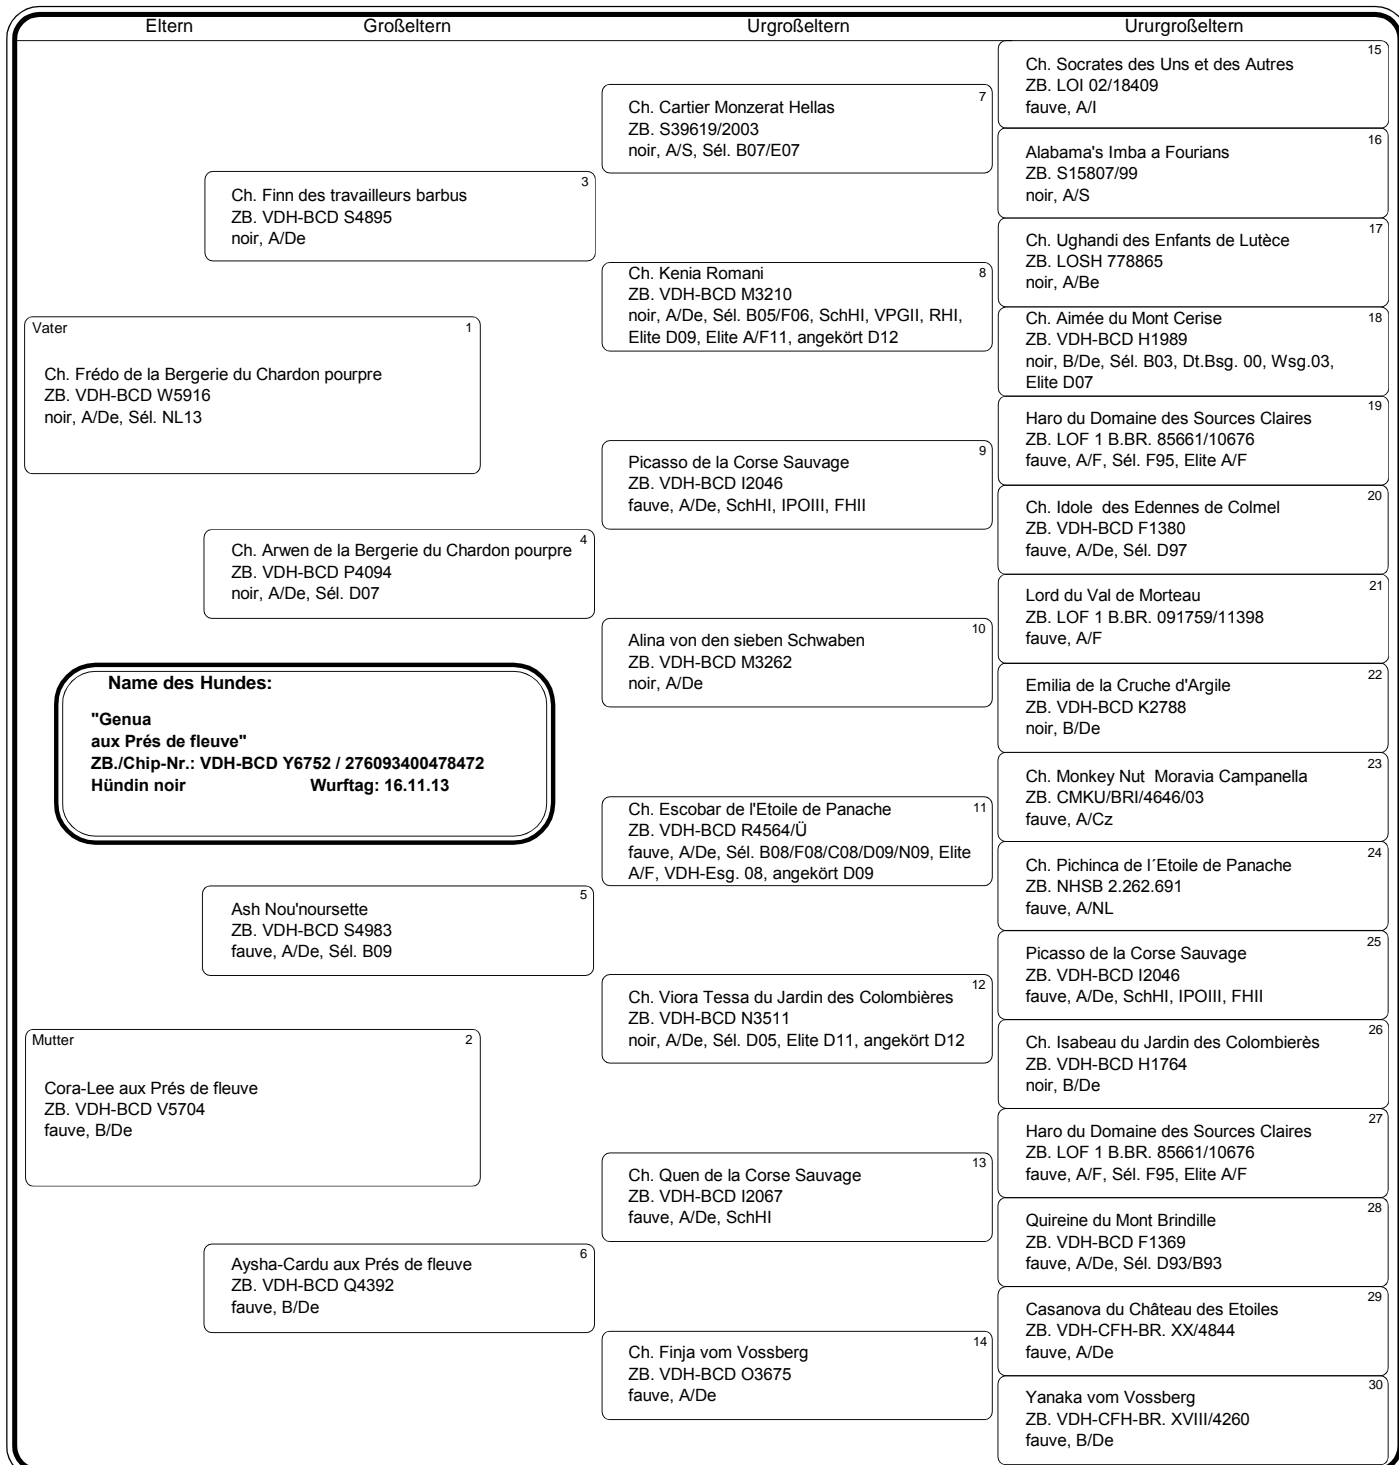 Eltern Großeltern Urgroßeltern Ururgroßeltern
Vater 1
Ch. Frédo de la Bergerie du Chardon pourpre
ZB. VDH-BCD W5916
noir, A/De, Sél. NL13
Name des Hundes:
"Genua
aux Prés de fleuve"
ZB./Chip-Nr.: VDH-BCD Y6752 / 276093400478472
Hündin noir Wurftag: 16.11.13
Mutter 2
Cora-Lee aux Prés de fleuve
ZB. VDH-BCD V5704
fauve, B/De
3
Ch. Finn des travailleurs barbus
ZB. VDH-BCD S4895
noir, A/De
4
Ch. Arwen de la Bergerie du Chardon pourpre
ZB. VDH-BCD P4094
noir, A/De, Sél. D07
5
Ash Nou'noursette
ZB. VDH-BCD S4983
fauve, A/De, Sél. B09
6
Aysha-Cardu aux Prés de fleuve
ZB. VDH-BCD Q4392
fauve, B/De
7
Ch. Cartier Monzerat Hellas
ZB. S39619/2003
noir, A/S, Sél. B07/E07
8
Ch. Kenia Romani
ZB. VDH-BCD M3210
noir, A/De, Sél. B05/F06, SchHI, VPGII, RHI,
Elite D09, Elite A/F11, angekört D12
9
Picasso de la Corse Sauvage
ZB. VDH-BCD I2046
fauve, A/De, SchHI, IPOIII, FHII
10
Alina von den sieben Schwaben
ZB. VDH-BCD M3262
noir, A/De
11
Ch. Escobar de l'Etoile de Panache
ZB. VDH-BCD R4564/Ü
fauve, A/De, Sél. B08/F08/C08/D09/N09, Elite
A/F, VDH-Esg. 08, angekört D09
12
Ch. Viora Tessa du Jardin des Colombières
ZB. VDH-BCD N3511
noir, A/De, Sél. D05, Elite D11, angekört D12
13
Ch. Quen de la Corse Sauvage
ZB. VDH-BCD I2067
fauve, A/De, SchHI
14
Ch. Finja vom Vossberg
ZB. VDH-BCD O3675
fauve, A/De
15
Ch. Socrates des Uns et des Autres
ZB. LOI 02/18409
fauve, A/I
16
Alabama's Imba a Fourians
ZB. S15807/99
noir, A/S
17
Ch. Ughandi des Enfants de Lutèce
ZB. LOSH 778865
noir, A/Be
18
Ch. Aimée du Mont Cerise
ZB. VDH-BCD H1989
noir, B/De, Sél. B03, Dt.Bsg. 00, Wsg.03,
Elite D07
19
Haro du Domaine des Sources Claires
ZB. LOF 1 B.BR. 85661/10676
fauve, A/F, Sél. F95, Elite A/F
20
Ch. Idole des Edennes de Colmel
ZB. VDH-BCD F1380
fauve, A/De, Sél. D97
21
Lord du Val de Morteau
ZB. LOF 1 B.BR. 091759/11398
fauve, A/F
22
Emilia de la Cruche d'Argile
ZB. VDH-BCD K2788
noir, B/De
23
Ch. Monkey Nut Moravia Campanella
ZB. CMKU/BRI/4646/03
fauve, A/Cz
24
Ch. Pichinca de l´Etoile de Panache
ZB. NHSB 2.262.691
fauve, A/NL
25
Picasso de la Corse Sauvage
ZB. VDH-BCD I2046
fauve, A/De, SchHI, IPOIII, FHII
26
Ch. Isabeau du Jardin des Colombierès
ZB. VDH-BCD H1764
noir, B/De
27
Haro du Domaine des Sources Claires
ZB. LOF 1 B.BR. 85661/10676
fauve, A/F, Sél. F95, Elite A/F
28
Quireine du Mont Brindille
ZB. VDH-BCD F1369
fauve, A/De, Sél. D93/B93
29
Casanova du Château des Etoiles
ZB. VDH-CFH-BR. XX/4844
fauve, A/De
30
Yanaka vom Vossberg
ZB. VDH-CFH-BR. XVIII/4260
fauve, B/De